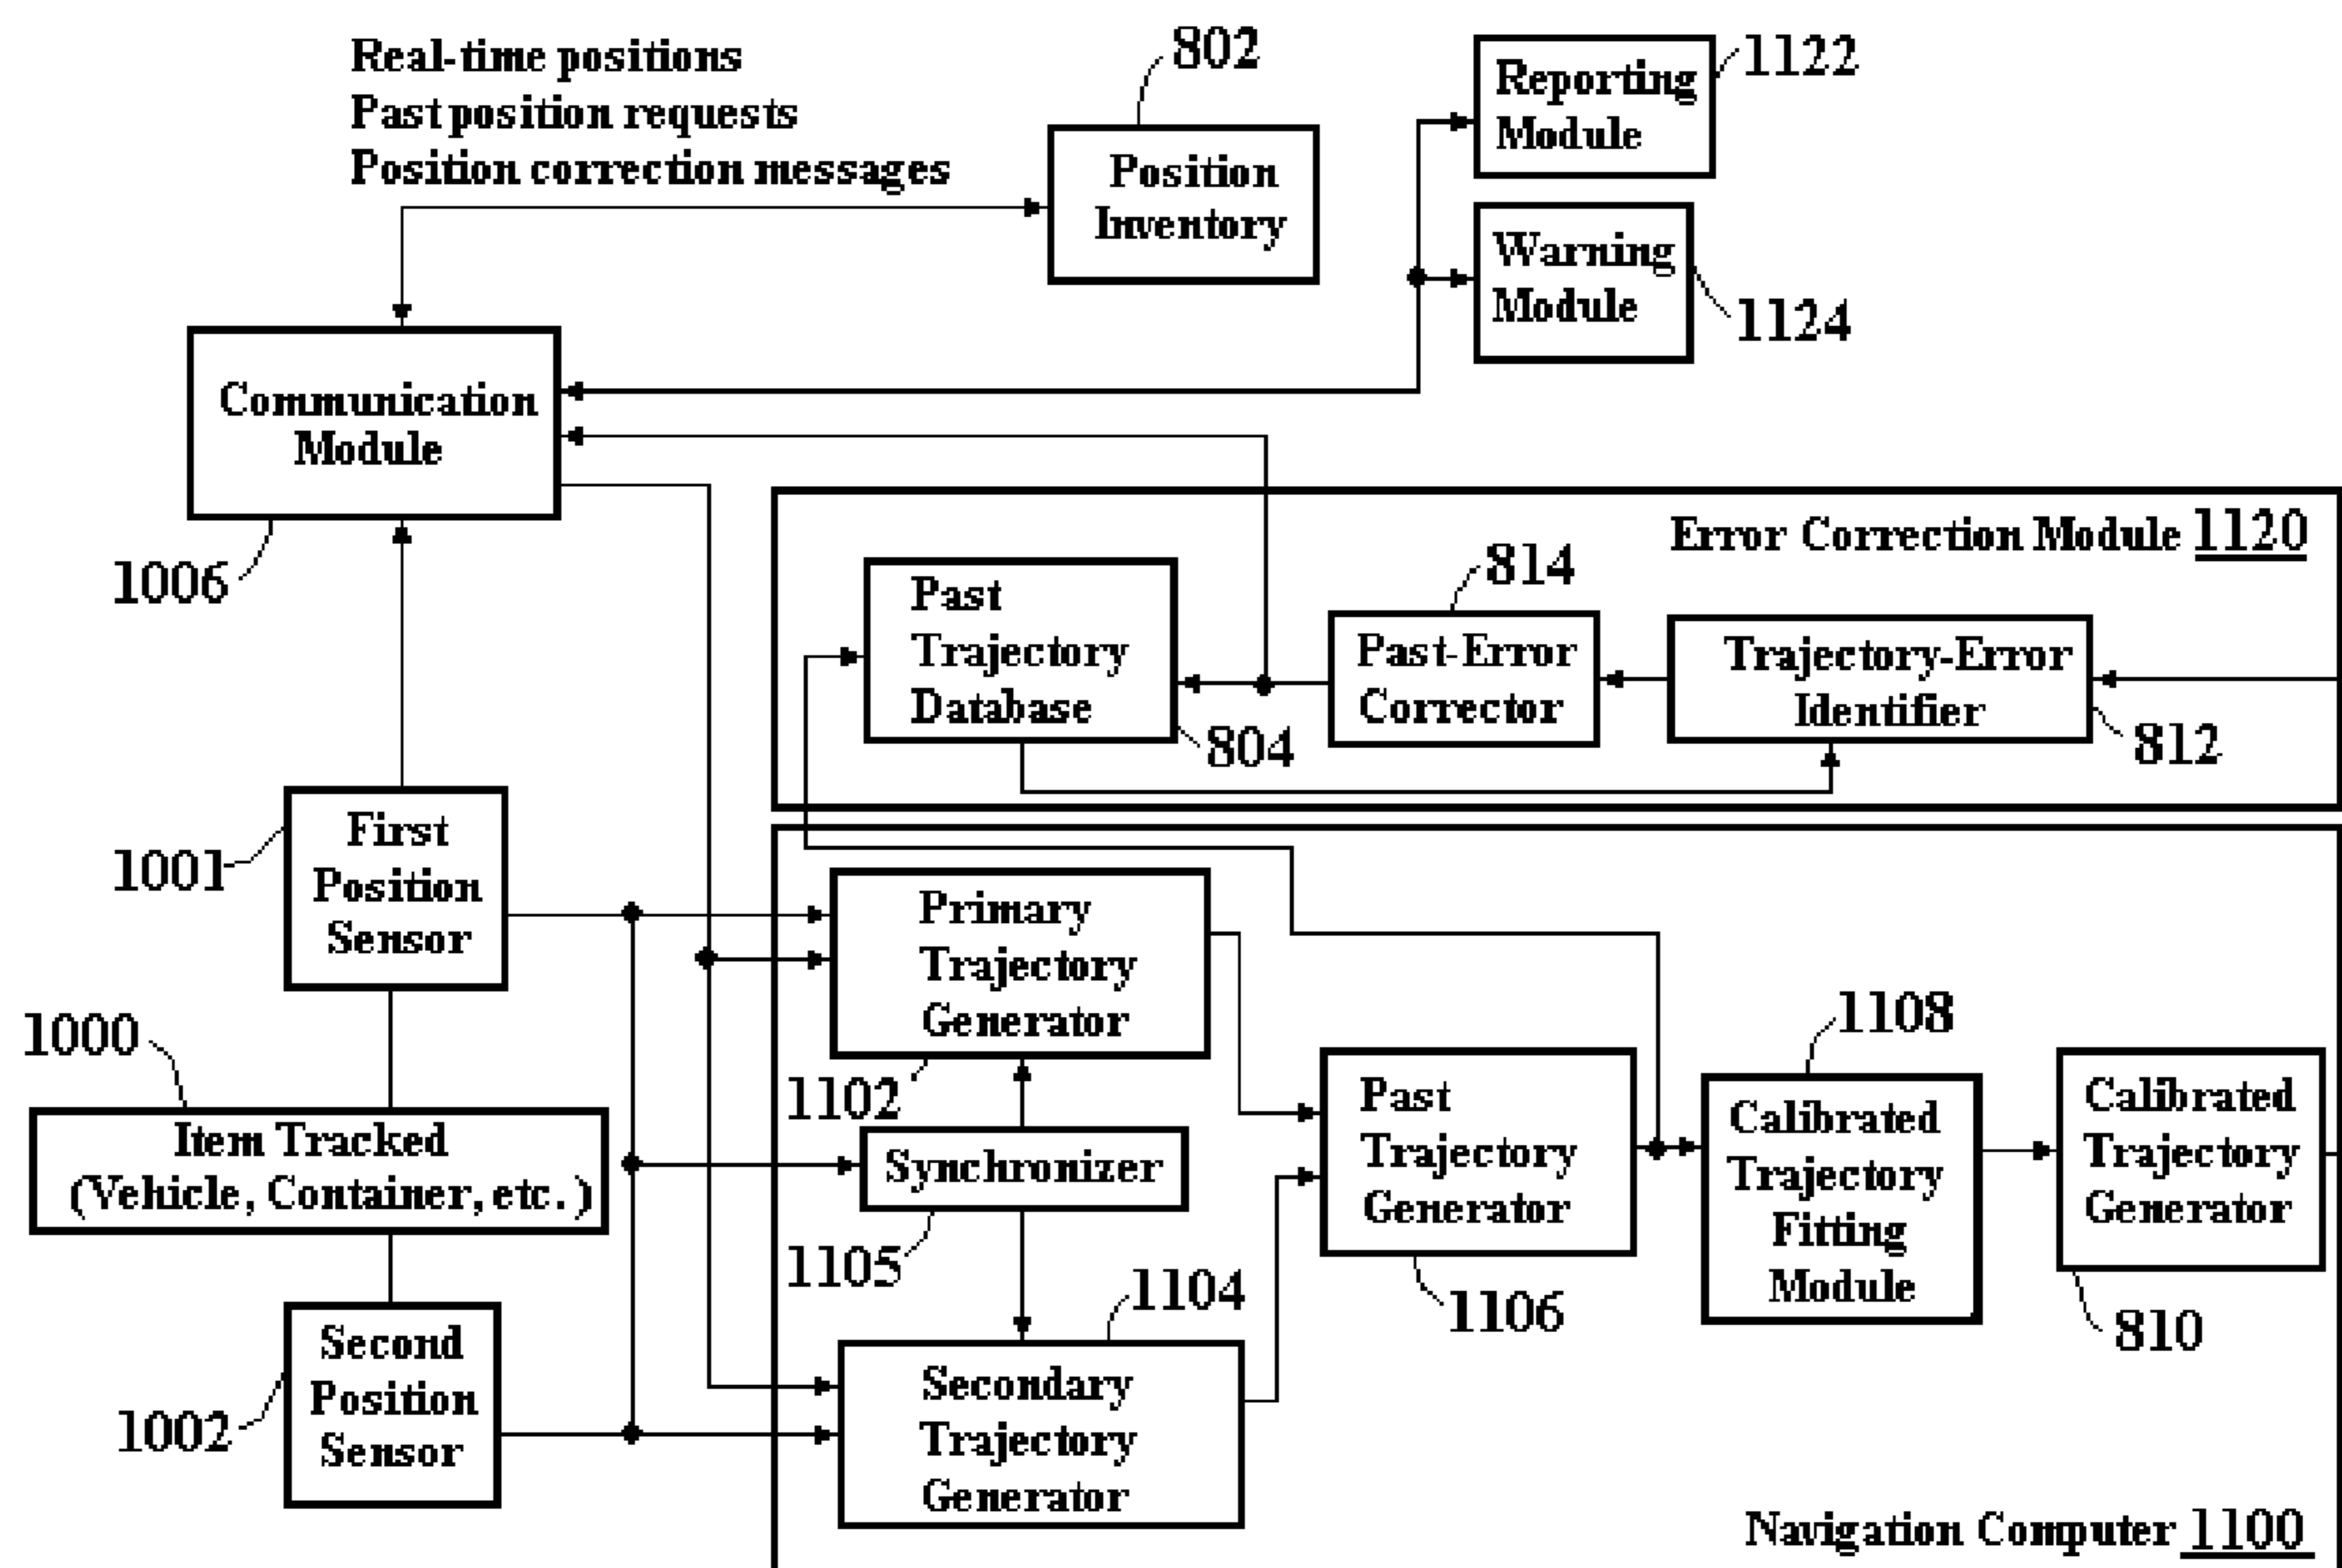 Real-time positions
Past position requests
Position correction messages
802
Position
Inventory
Reporting
Module
1122
Warning
Module
1124
Communication
Module
1006
Error Correction Module 1120
Past
Trajectory
Database
804
814
Past-Error
Corrector
Trajectory-Error
Identifier
812
First
Position
Sensor
1001
1000
Item Tracked
(Vehicle, Container, etc.)
Second
Position
Sensor
1002
Primary
Trajectory
Generator
1102
Synchronizer
1105
1104
Secondary
Trajectory
Generator
Past
Trajectory
Generator
1106
1108
Calibrated
Trajectory
Fitting
Module
Calibrated
Trajectory
Generator
810
Navigation Computer 1100